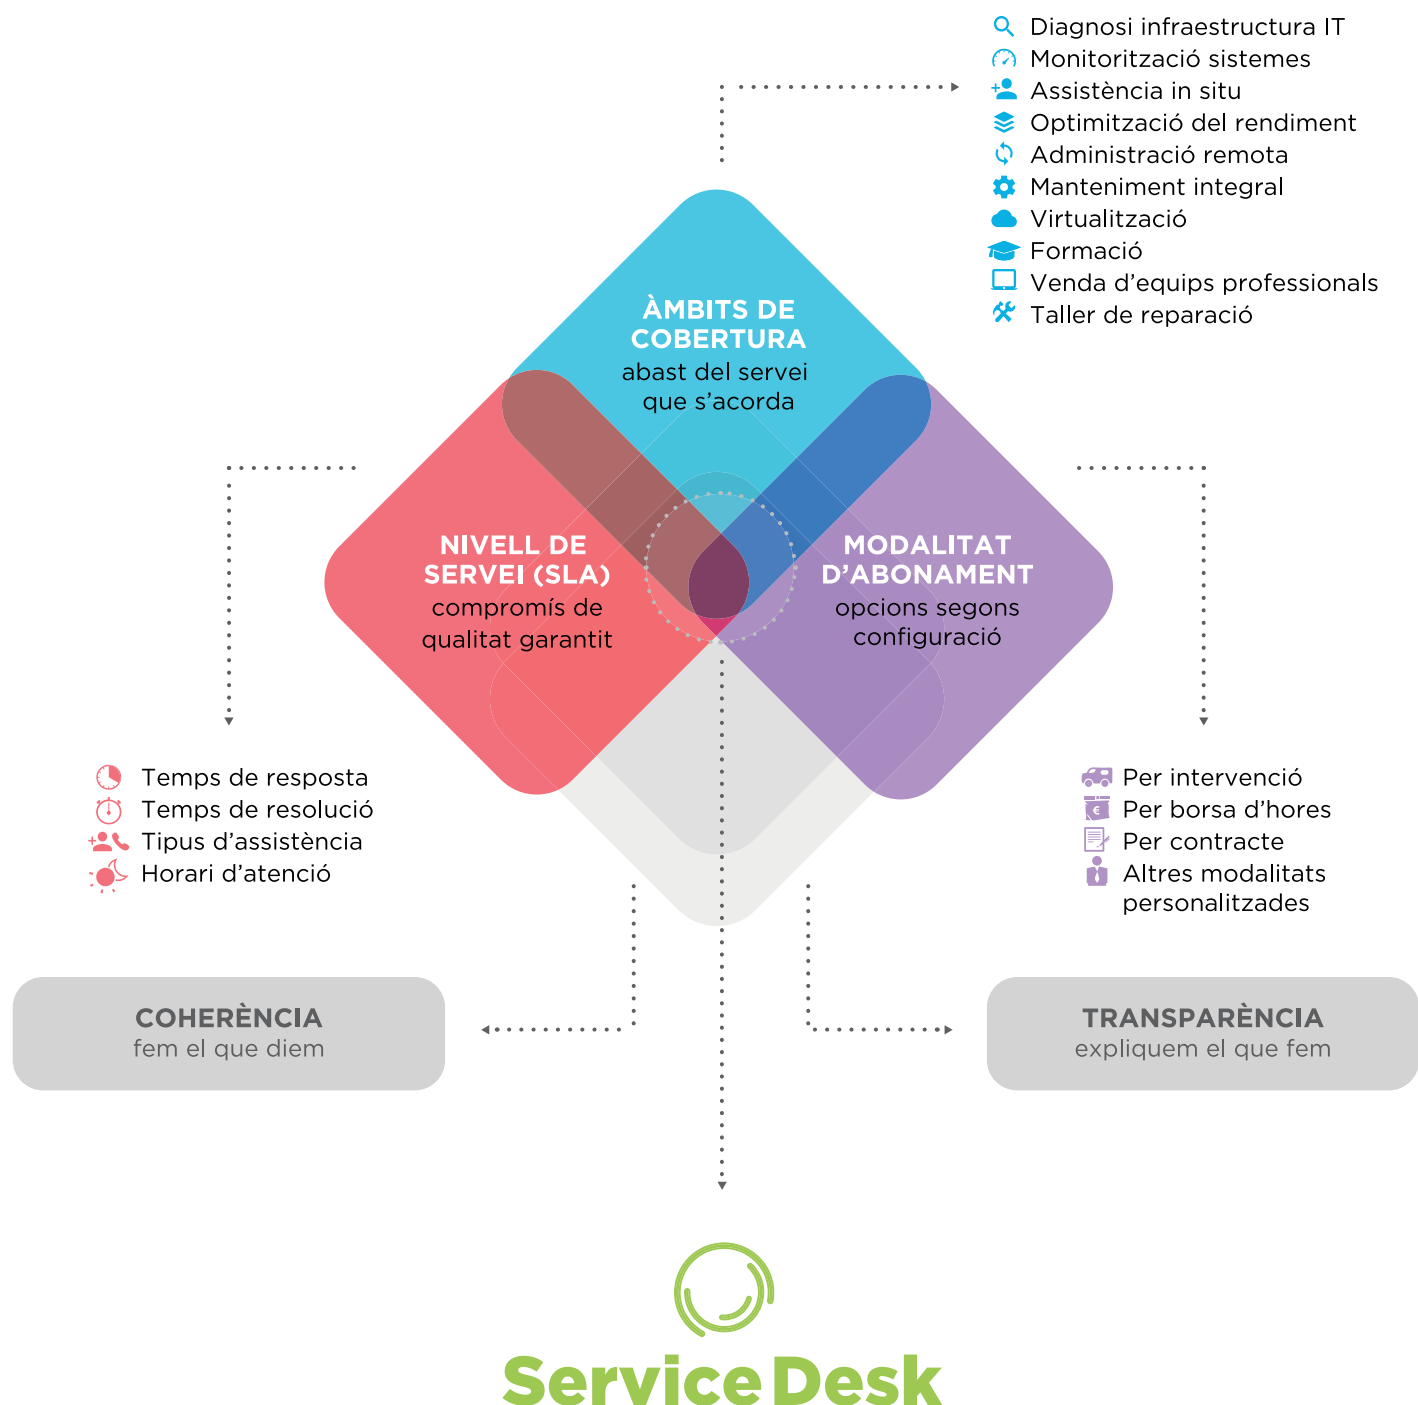 Diagnosi infraestructura IT
Monitorització sistemes
Assistència in situ
Optimització del rendiment
Administració remota
Manteniment integral
Virtualització
Formació
Venda d’equips professionals
Taller de reparació
ÀMBITS DE
COBERTURA
abast del servei
que s’acorda
NIVELL DE
SERVEI (SLA)
compromís de
qualitat garantit
MODALITAT
D’ABONAMENT
opcions segons
configuració
Temps de resposta
Temps de resolució
Tipus d’assistència
Horari d’atenció
Per intervenció
Per borsa d’hores
Per contracte
Altres modalitats
personalitzades
COHERÈNCIA
fem el que diem
TRANSPARÈNCIA
expliquem el que fem
Service Desk